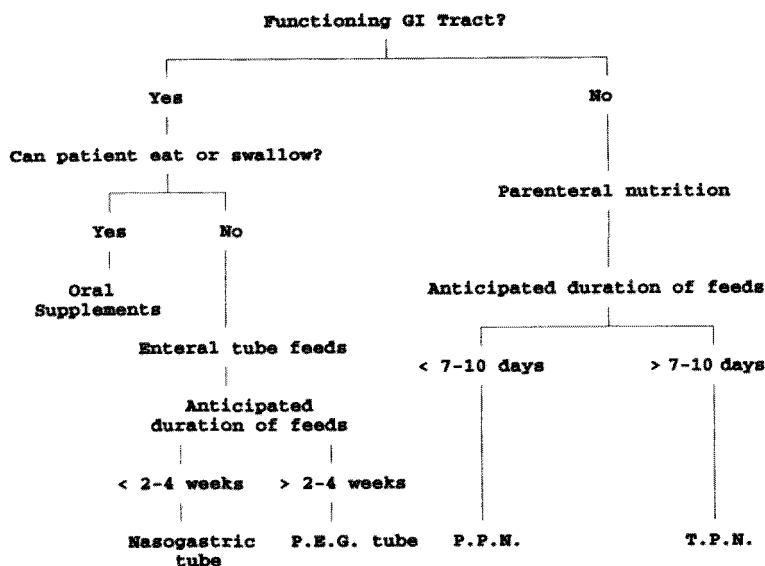 Functioning GI Tract?
Yes
No
Can patient eat or swallow?
Parenteral nutrition
Yes
No
Oral
Supplements
Anticipated duration of feeds
Enteral tube feeds
< 7-10 days
> 7-10 days
Anticipated
duration of feeds
< 2-4 weeks
> 2-4 weeks
Nasogastric
tube
P.E.G. tube
P.P.N.
T.P.N.